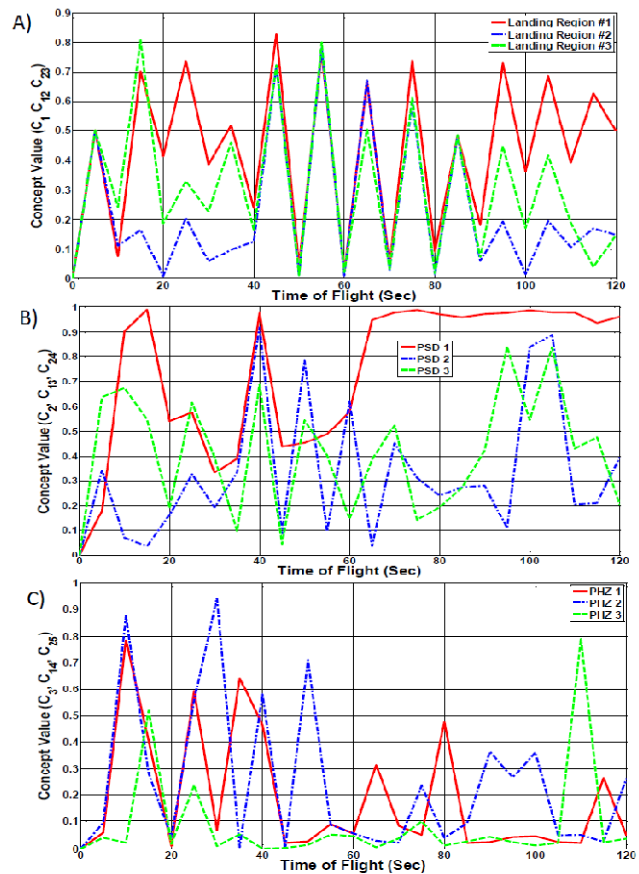 A)
Landing Region #1
Landing Region #2
Landing Region #3
Concept Value (C1 C12 C23)
0.9
0.8
0.7
0.6
0.5
0.4
0.3
0.2
0.1
0
0 20 40 60 80 100 120
Time of Flight (Sec)
B)
PSD 1
PSD 2
PSD 3
Concept Value (C2, C13, C24)
1
0.9
0.8
0.7
0.6
0.5
0.4
0.3
0.2
0.1
0
0 20 40 60 80 100 120
Time of Flight (Sec)
C)
PHZ 1
PHZ 2
PHZ 3
Concept Value (C3, C14, C25)
1
0.9
0.8
0.7
0.6
0.5
0.4
0.3
0.2
0.1
0
0 20 40 60 80 100 120
Time of Flight (Sec)